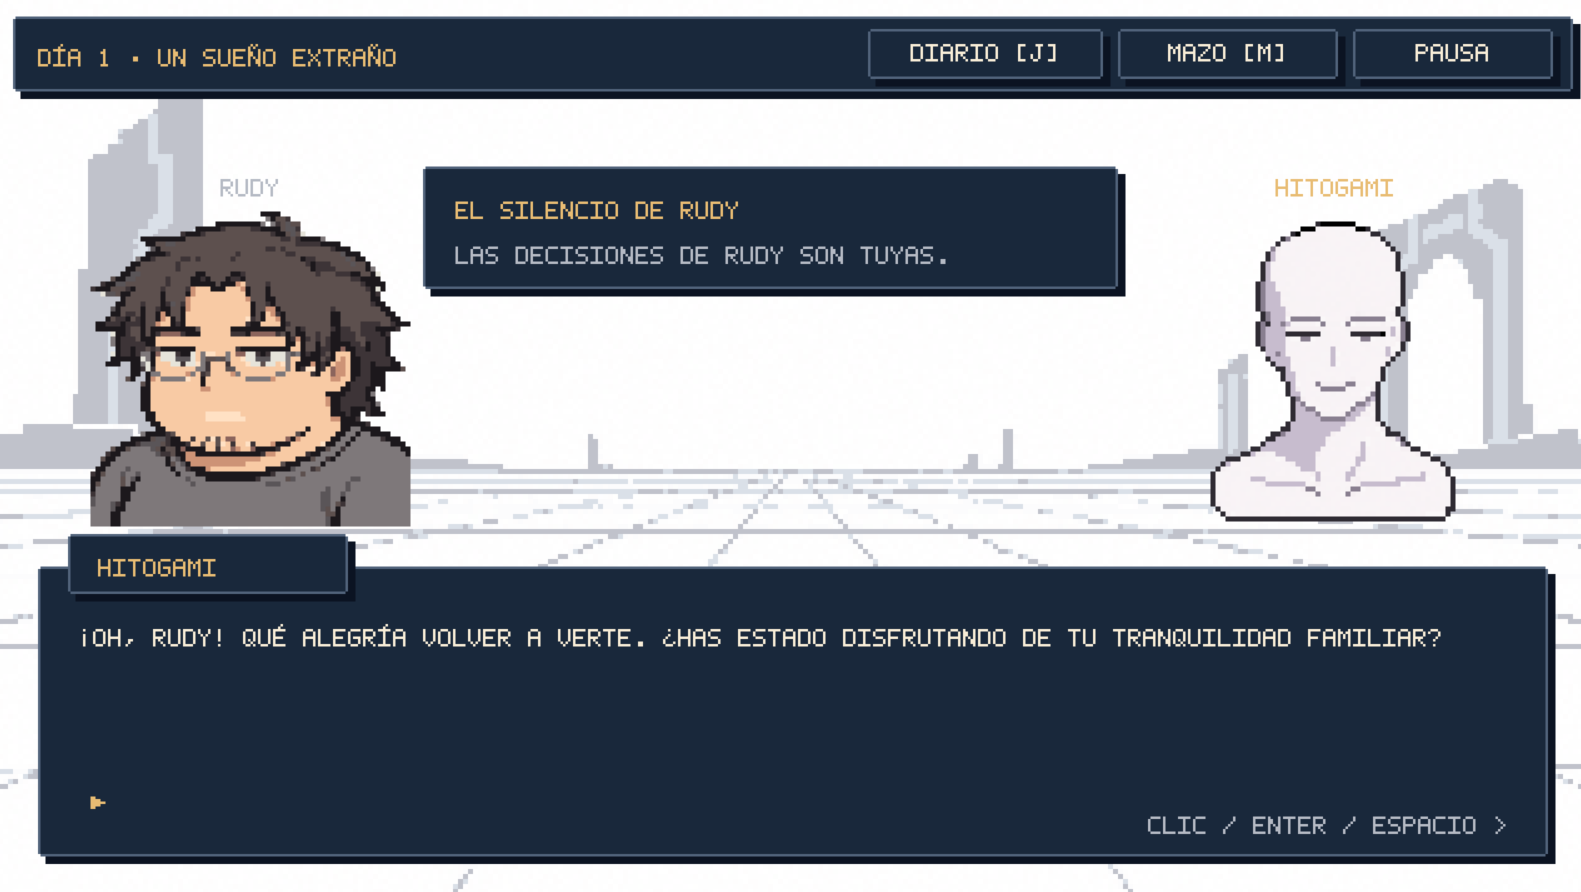 DÍA 1 · UN SUEÑO EXTRAÑO
DIARIO [J]
MAZO [M]
PAUSA
RUDY
EL SILENCIO DE RUDY
LAS DECISIONES DE RUDY SON TUYAS.
HITOGAMI
HITOGAMI
¡OH, RUDY! QUÉ ALEGRÍA VOLVER A VERTE. ¿HAS ESTADO DISFRUTANDO DE TU TRANQUILIDAD FAMILIAR?
CLIC / ENTER / ESPACIO >